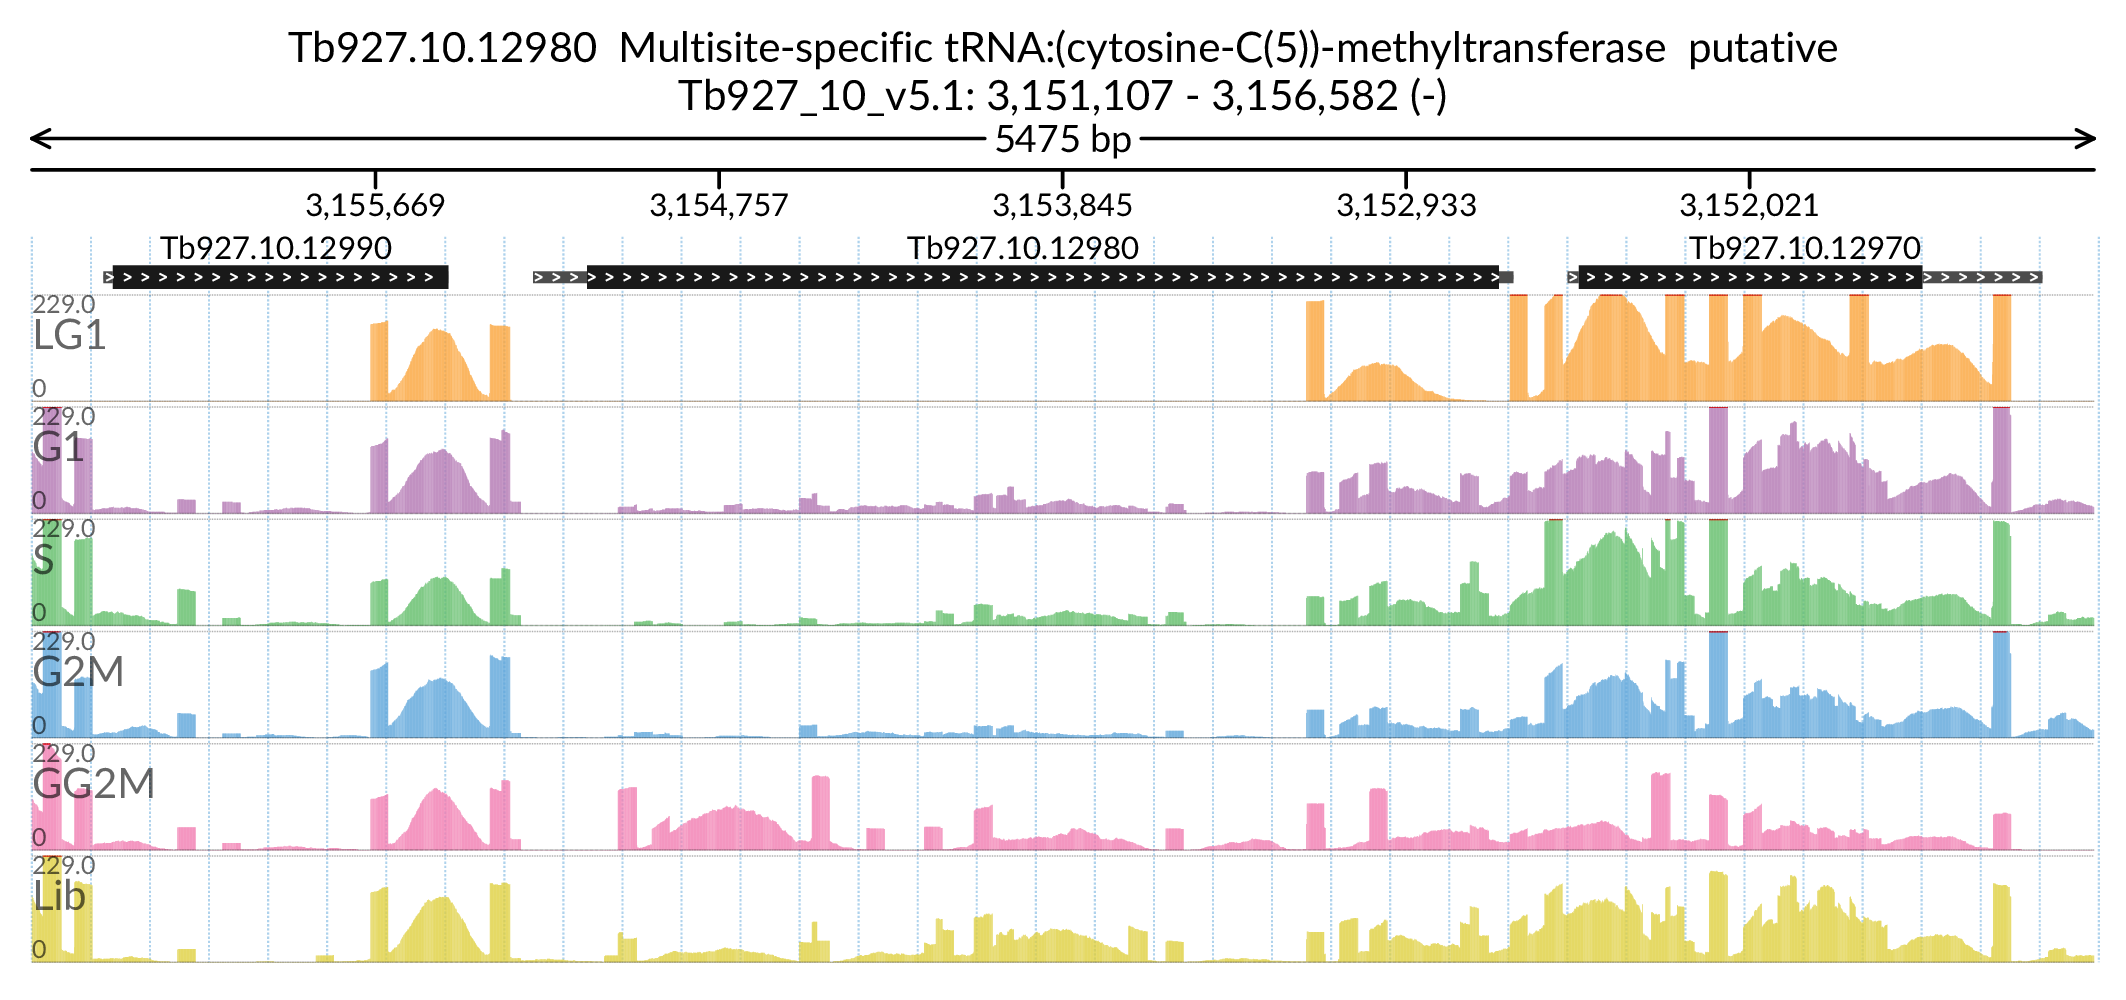 Tb927.10.12980  Multisite-specific tRNA:(cytosine-C(5))-methyltransferase  putative
Tb927_10_v5.1: 3,151,107 - 3,156,582 (-)
5475 bp
3,155,669 3,154,757 3,153,845 3,152,933 3,152,021
Tb927.10.12990 Tb927.10.12980 Tb927.10.12970
229.0
LG1
0
229.0
G1
0
229.0
S
0
229.0
G2M
0
229.0
GG2M
0
229.0
Lib
0